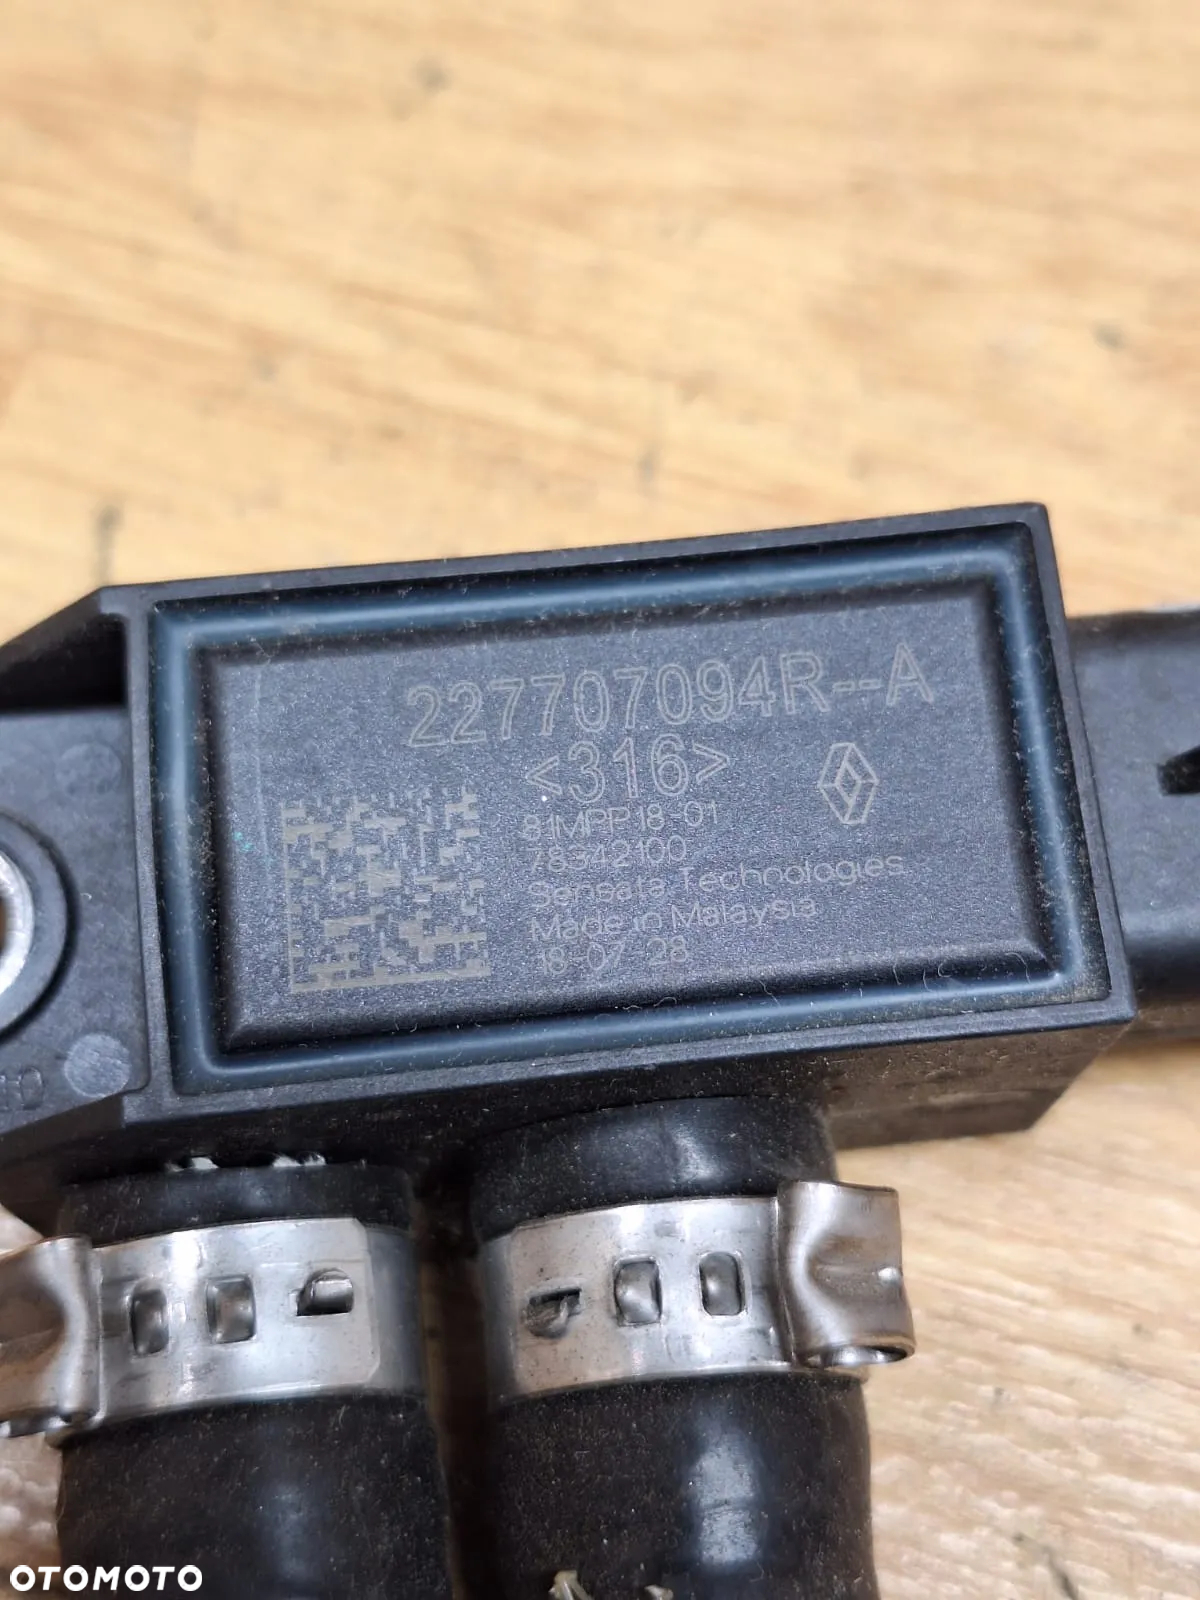 227707094R--A
<316>
81MPP18-01
78342100
Sensata Technologies
Made in Malaysia
18-07 28
OTOMOTO